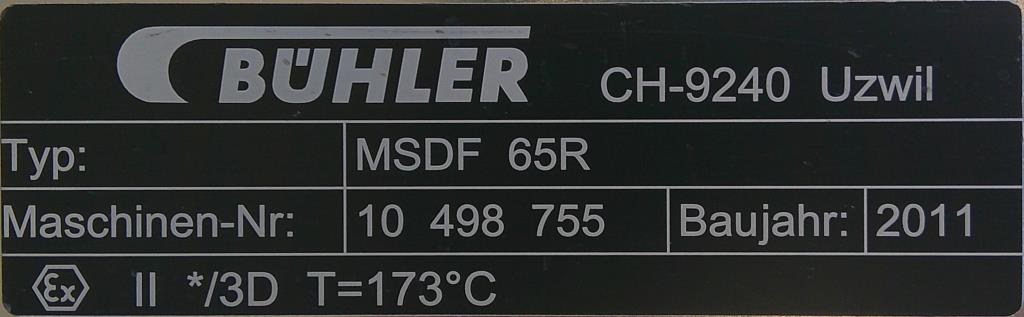 BÜHLER CH-9240 Uzwil
Typ: MSDF 65R
Maschinen-Nr: 10 498 755 Baujahr: 2011
Ex II */3D T=173°C